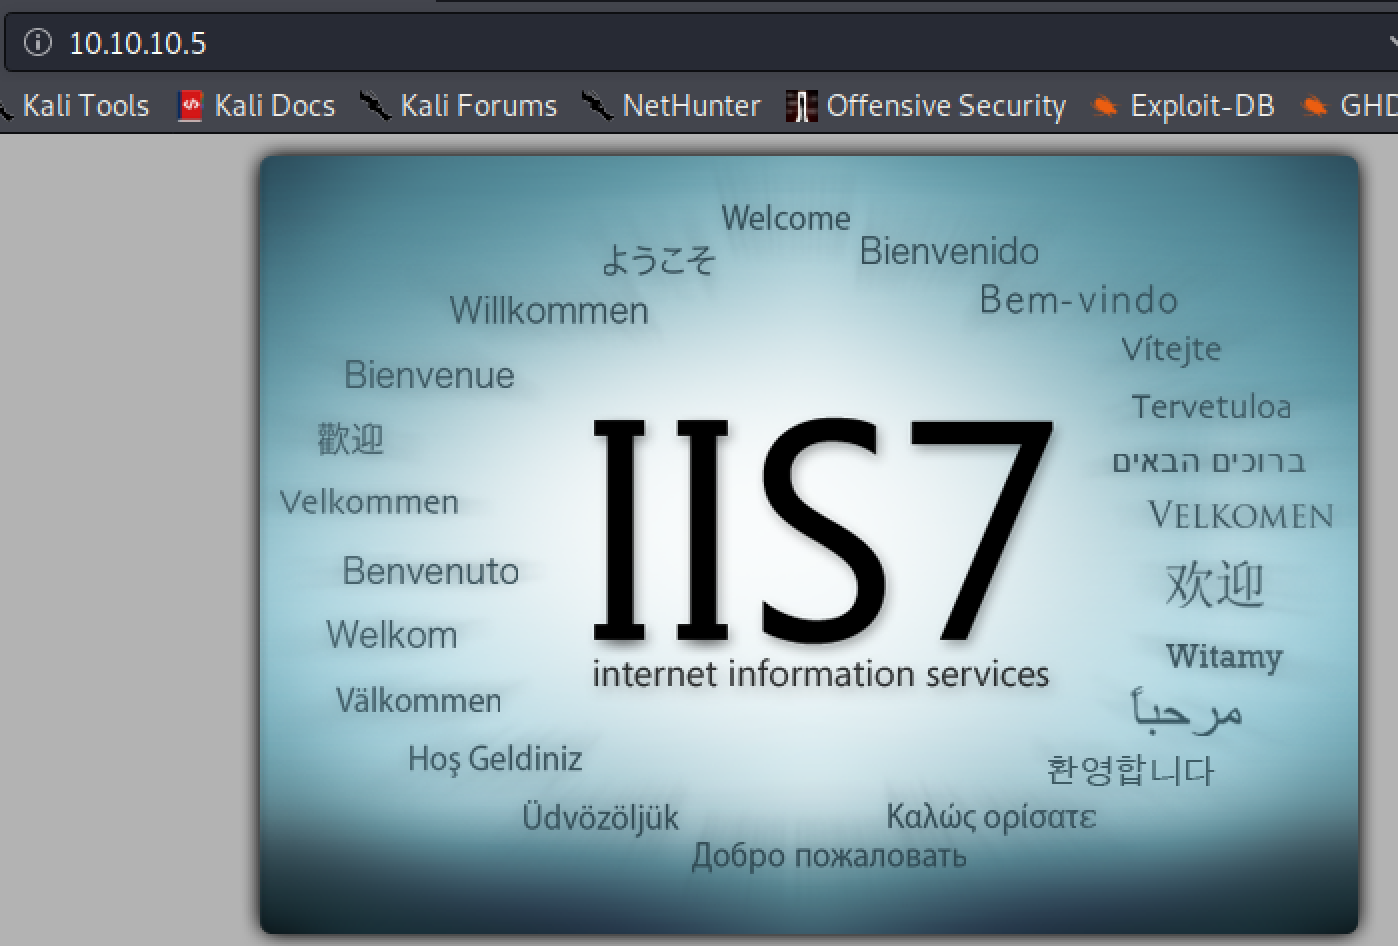 10.10.10.5
Kali Tools Kali Docs Kali Forums NetHunter Offensive Security Exploit-DB GHD
Welcome
Bienvenido
ようこそ
Bem-vindo
Willkommen
Vítejte
Bienvenue
Tervetuloa
歡迎
ברוכים הבאים
Velkommen
VELKOMEN
IIS7
Benvenuto
欢迎
Welkom
Witamy
internet information services
Välkommen
مرحباً
Hoş Geldiniz
환영합니다
Üdvözöljük
Καλώς ορίσατε
Добро пожаловать